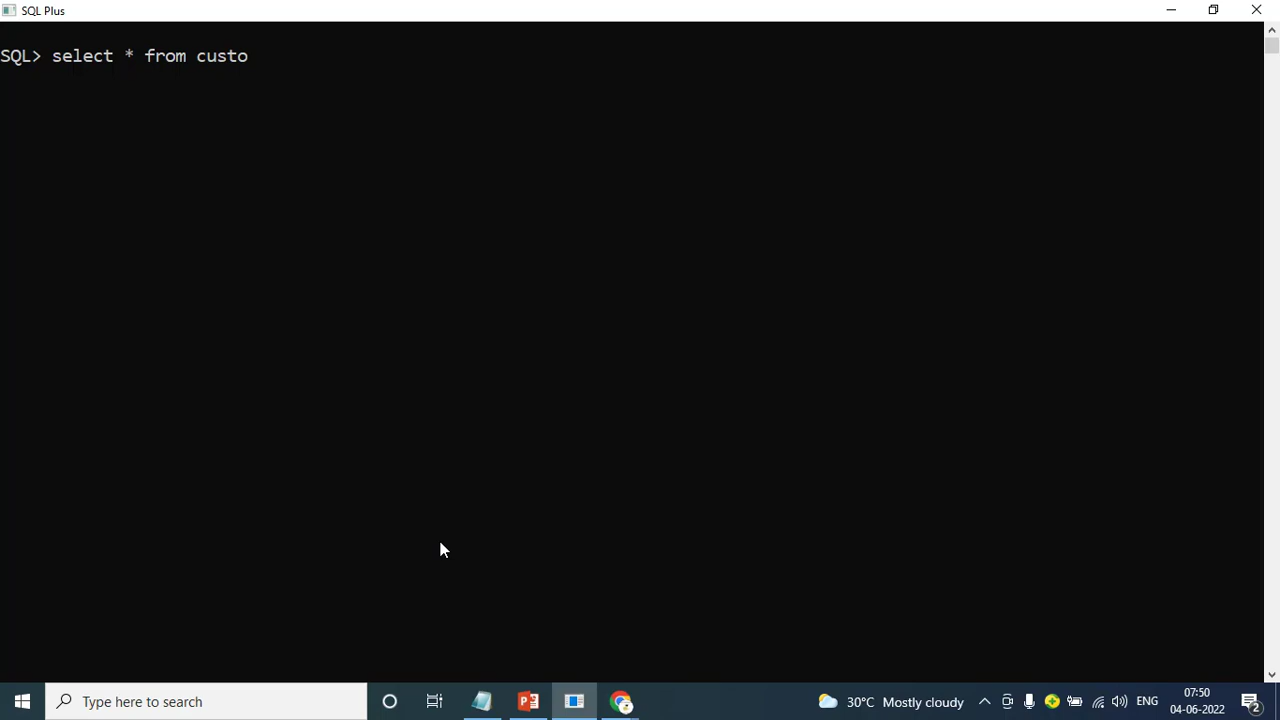 SQL Plus
SQL> select * from custo
Type here to search
30°C Mostly cloudy
ENG
07:50
04-06-2022
2